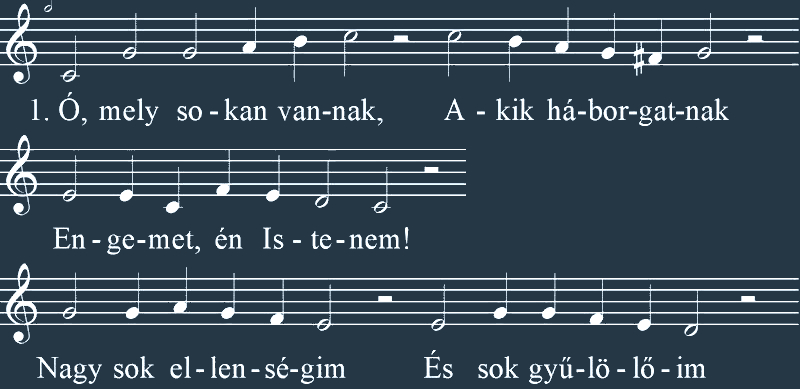 1. Ó, mely so - kan van-nak, A - kik há-bor-gat-nak
En - ge-met, én Is - te-nem!
Nagy sok el - len - sé-gim És sok gyű-lö - lő - im